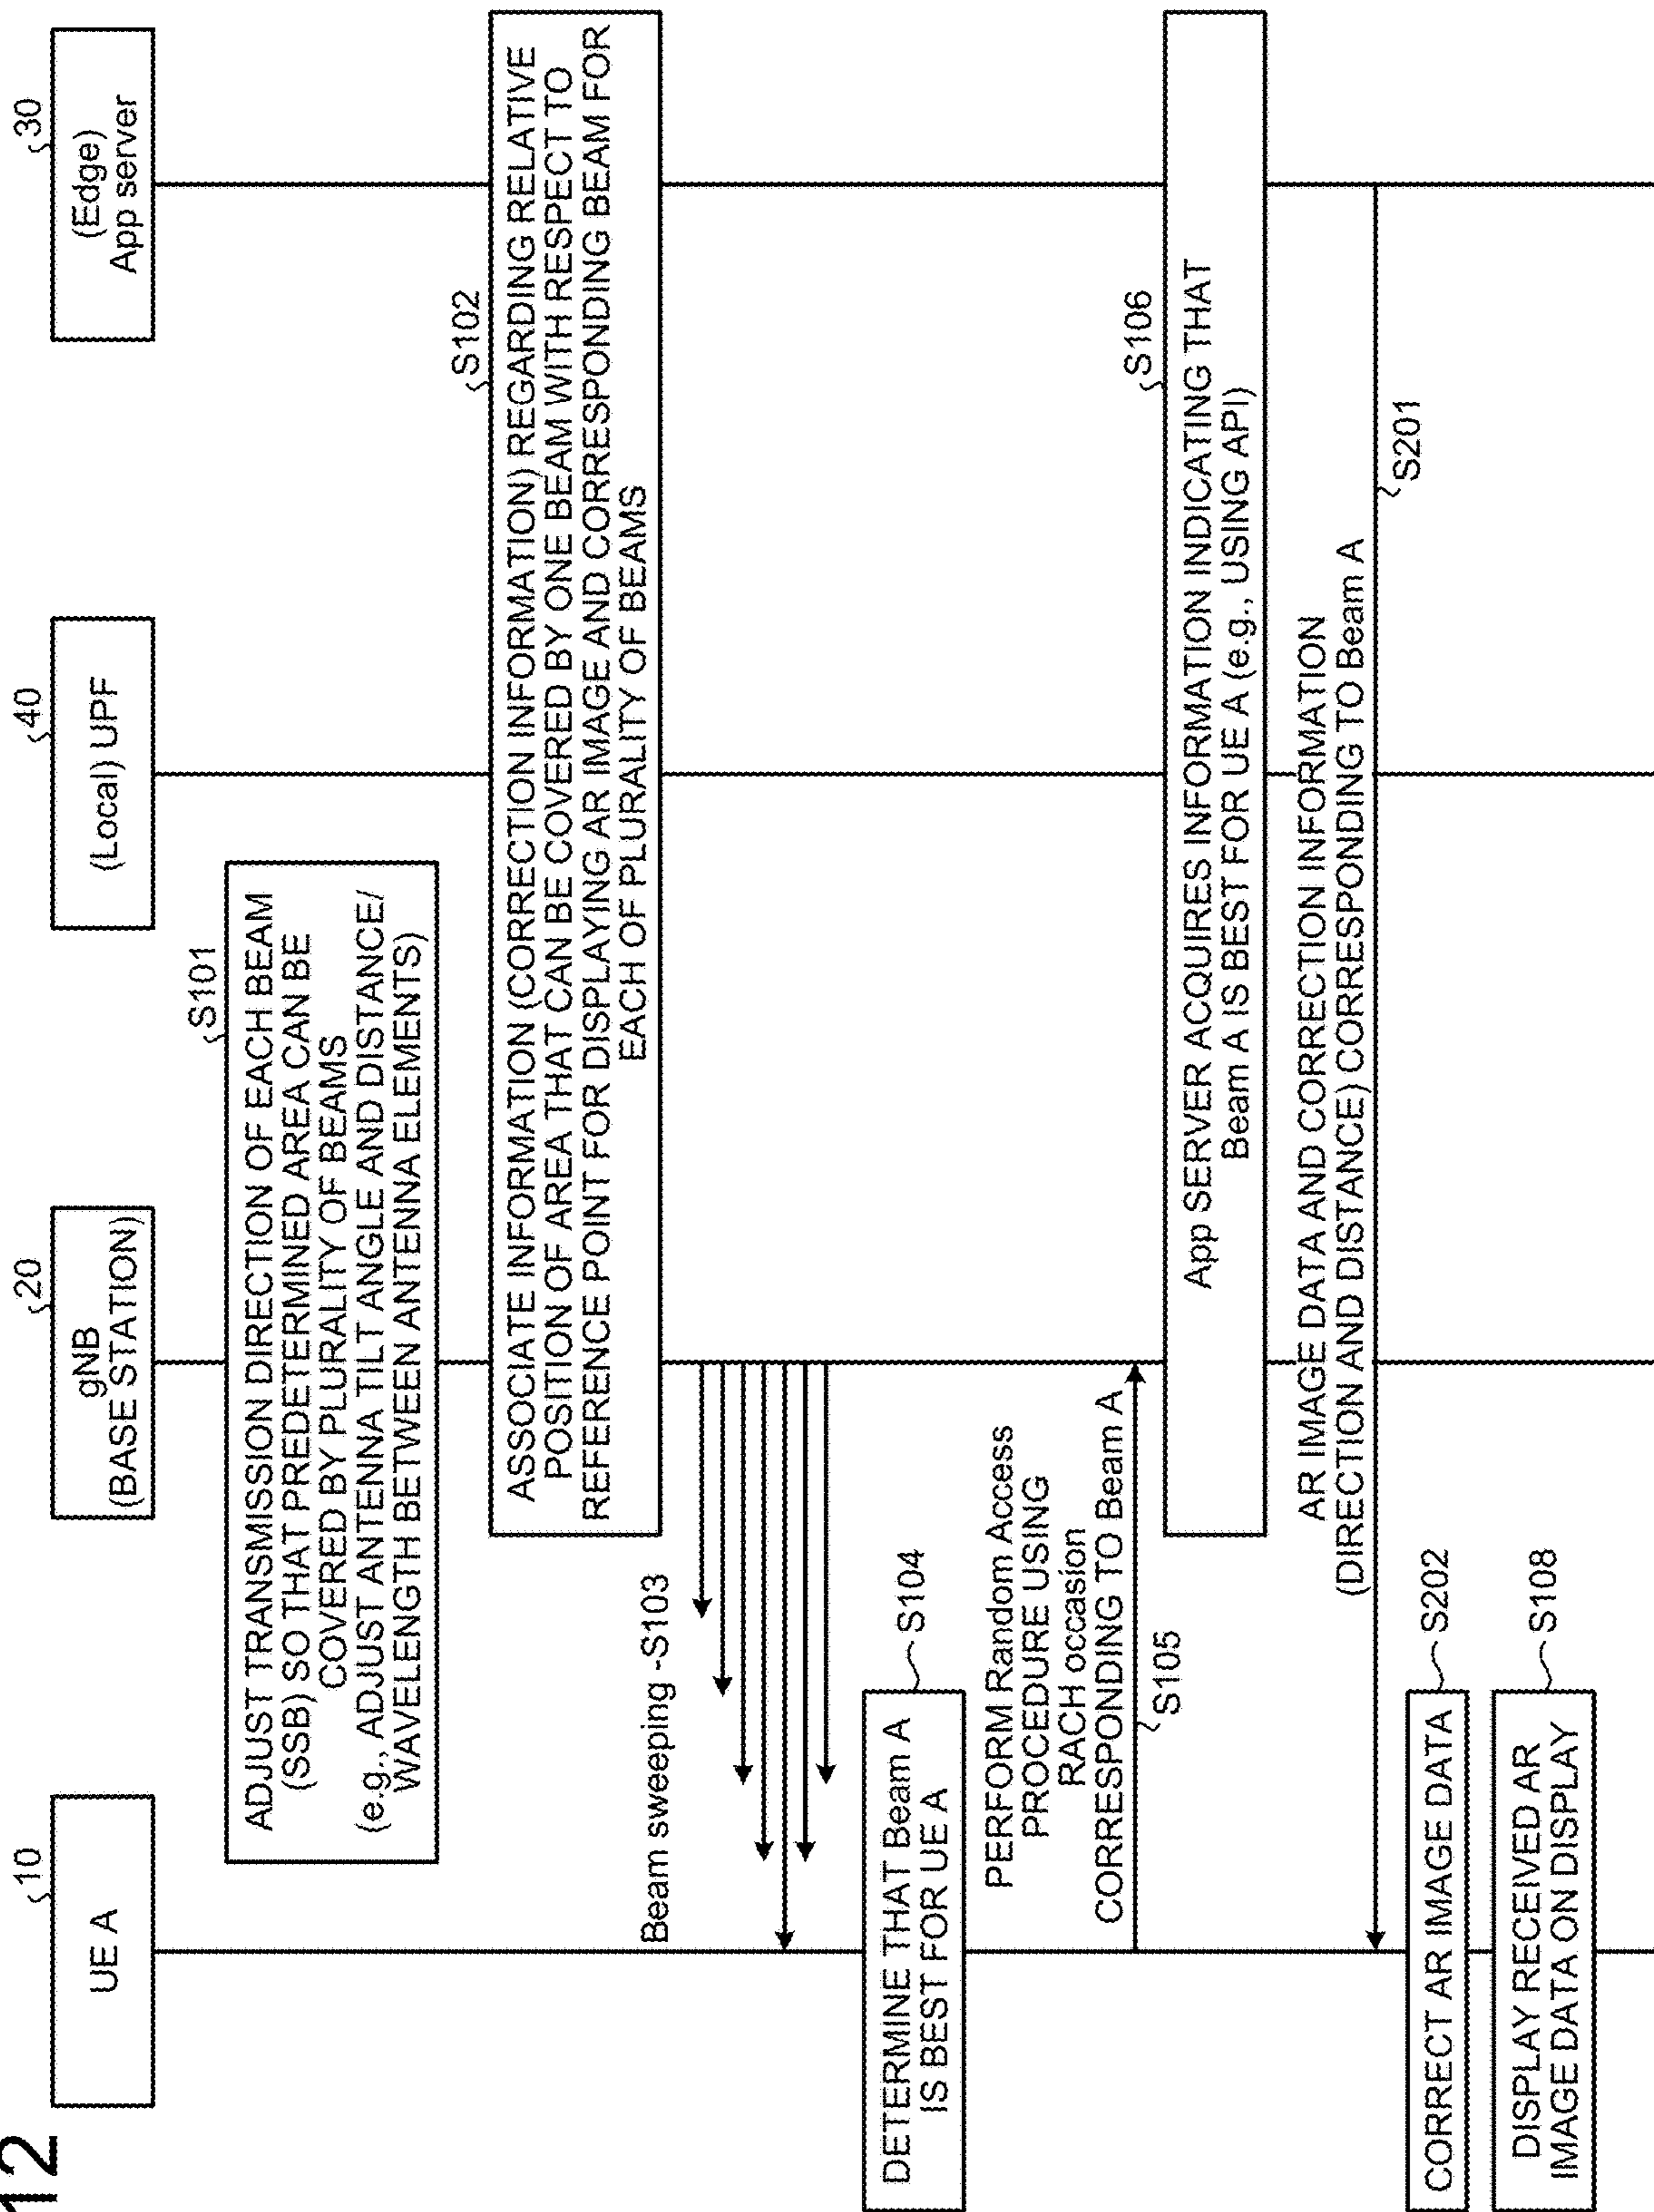 12
10
UE A
20
gNB
(BASE STATION)
40
(Local) UPF
30
(Edge)
App server
S101
ADJUST TRANSMISSION DIRECTION OF EACH BEAM
(SSB) SO THAT PREDETERMINED AREA CAN BE
COVERED BY PLURALITY OF BEAMS
(e.g., ADJUST ANTENNA TILT ANGLE AND DISTANCE/
WAVELENGTH BETWEEN ANTENNA ELEMENTS)
S102
ASSOCIATE INFORMATION (CORRECTION INFORMATION) REGARDING RELATIVE
POSITION OF AREA THAT CAN BE COVERED BY ONE BEAM WITH RESPECT TO
REFERENCE POINT FOR DISPLAYING AR IMAGE AND CORRESPONDING BEAM FOR
EACH OF PLURALITY OF BEAMS
Beam sweeping -S103
DETERMINE THAT Beam A
IS BEST FOR UE A
S104
PERFORM Random Access
PROCEDURE USING
RACH occasion
CORRESPONDING TO Beam A
S105
S106
App SERVER ACQUIRES INFORMATION INDICATING THAT
Beam A IS BEST FOR UE A (e.g., USING API)
AR IMAGE DATA AND CORRECTION INFORMATION
(DIRECTION AND DISTANCE) CORRESPONDING TO Beam A
S201
CORRECT AR IMAGE DATA
S202
DISPLAY RECEIVED AR
IMAGE DATA ON DISPLAY
S108